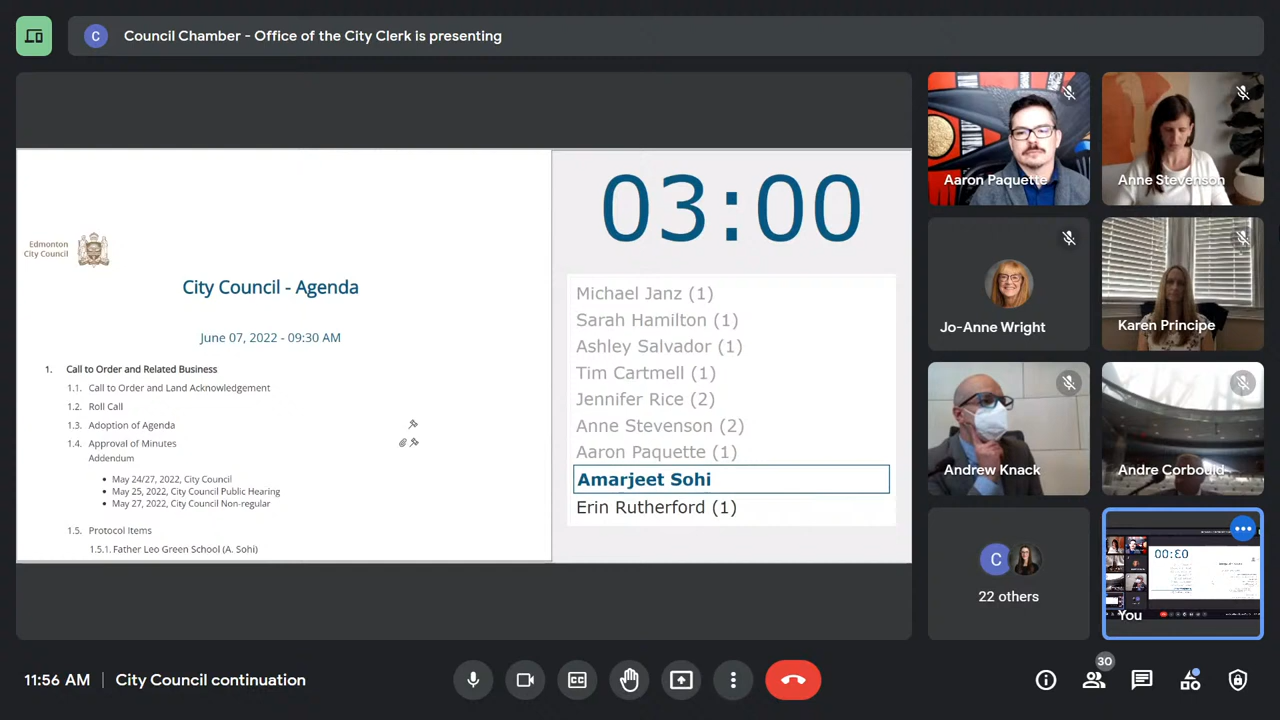 C
Council Chamber - Office of the City Clerk is presenting
Edmonton
City Council
City Council - Agenda
June 07, 2022 - 09:30 AM
1. Call to Order and Related Business
1.1. Call to Order and Land Acknowledgement
1.2. Roll Call
1.3. Adoption of Agenda
1.4. Approval of Minutes
Addendum
• May 24/27, 2022, City Council
• May 25, 2022, City Council Public Hearing
• May 27, 2022, City Council Non-regular
1.5. Protocol Items
1.5.1. Father Leo Green School (A. Sohi)
03:00
Michael Janz (1)
Sarah Hamilton (1)
Ashley Salvador (1)
Tim Cartmell (1)
Jennifer Rice (2)
Anne Stevenson (2)
Aaron Paquette (1)
Amarjeet Sohi
Erin Rutherford (1)
Aaron Paquette
Anne Stevenson
Jo-Anne Wright
Karen Principe
Andrew Knack
Andre Corbould
C
22 others
00:30
You
11:56 AM
City Council continuation
30